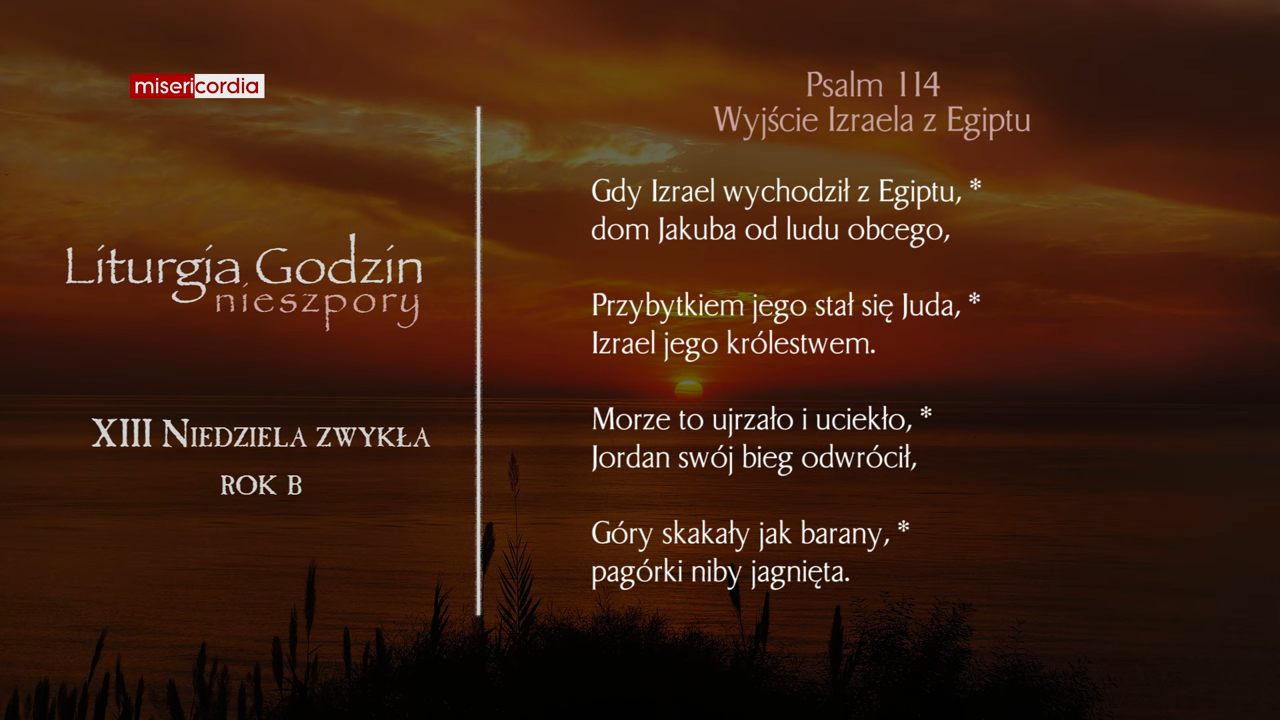 misericordia
Liturgia Godzin
nieszpory
XIII Niedziela zwykła
rok B
Psalm 114
Wyjście Izraela z Egiptu
Gdy Izrael wychodził z Egiptu, *
dom Jakuba od ludu obcego,
Przybytkiem jego stał się Juda, *
Izrael jego królestwem.
Morze to ujrzało i uciekło, *
Jordan swój bieg odwrócił,
Góry skakały jak barany, *
pagórki niby jagnięta.